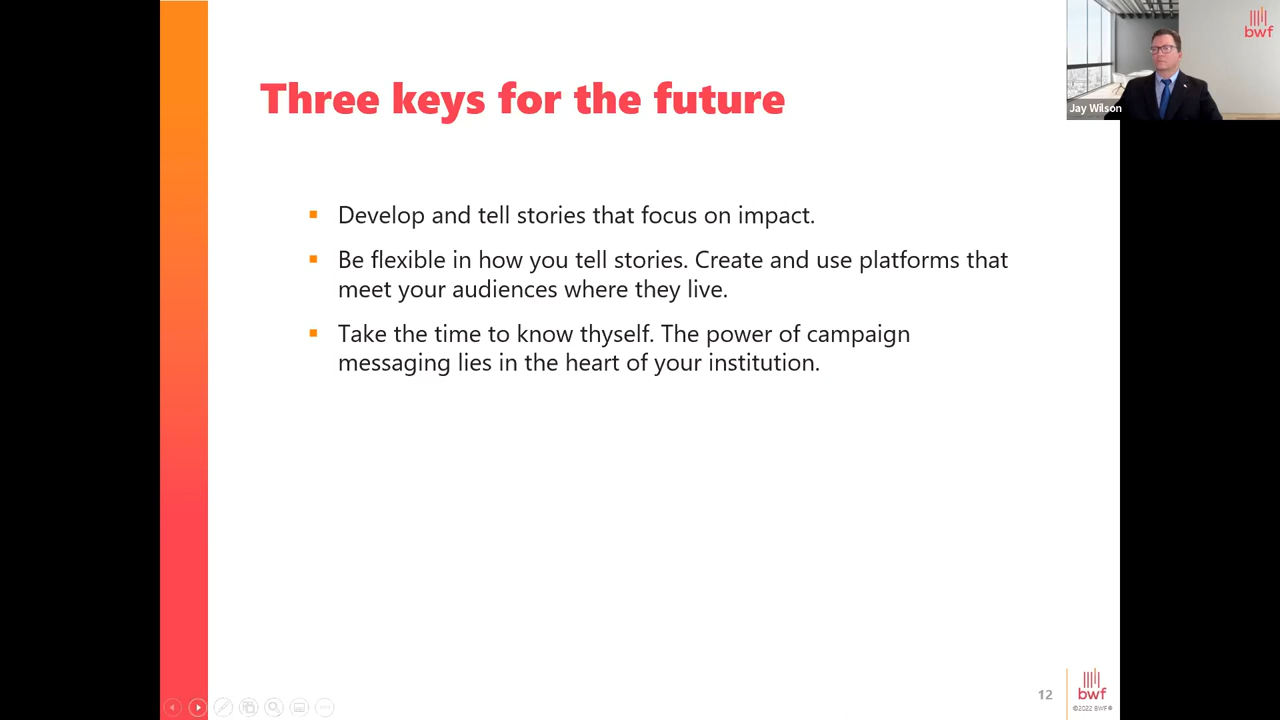 bwf
Jay Wilson
Three keys for the future
Develop and tell stories that focus on impact.
Be flexible in how you tell stories. Create and use platforms that
meet your audiences where they live.
Take the time to know thyself. The power of campaign
messaging lies in the heart of your institution.
12
bwf
©2022 BWF®